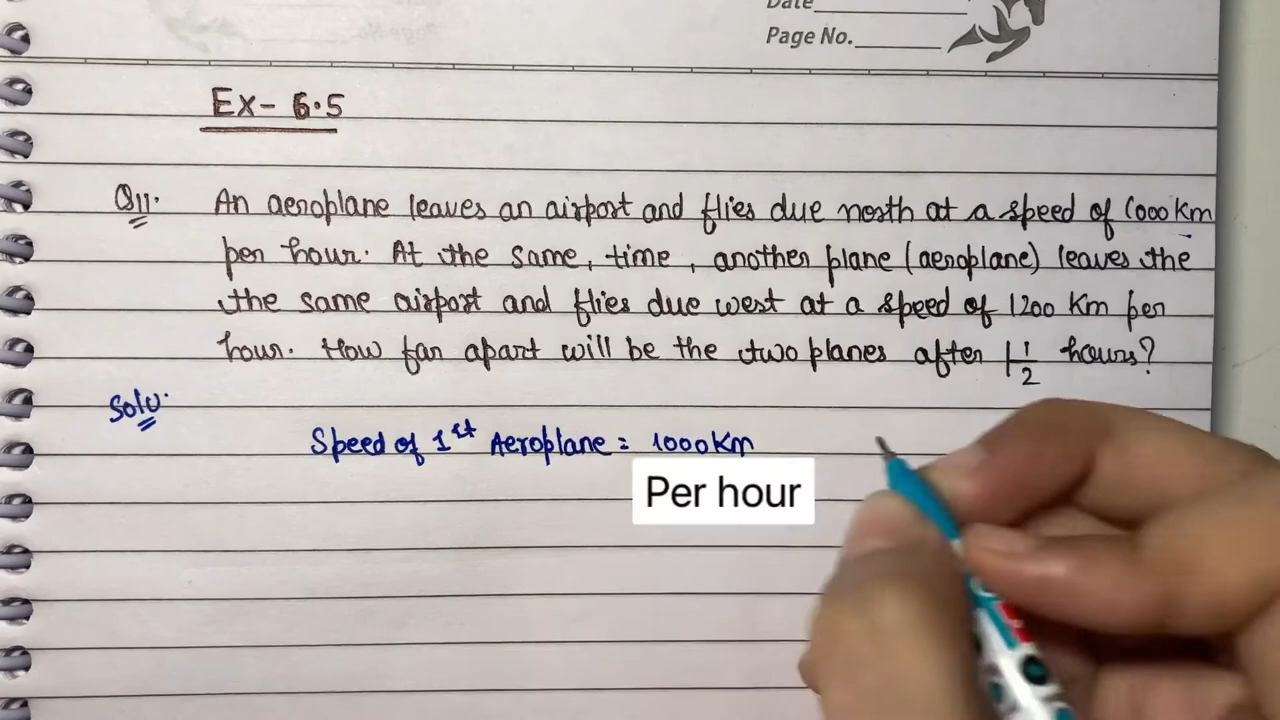 Date
Page No.
Ex- 6.5
Q11. An aeroplane leaves an airport and flies due north at a speed of 1000 km
per hour. At the same, time, another plane (aeroplane) leaves the
the same airport and flies due west at a speed of 1200 Km per
hour. How far apart will be the two planes after 1 1/2 hours?
Solu.
Speed of 1st Aeroplane = 1000 Km
Per hour